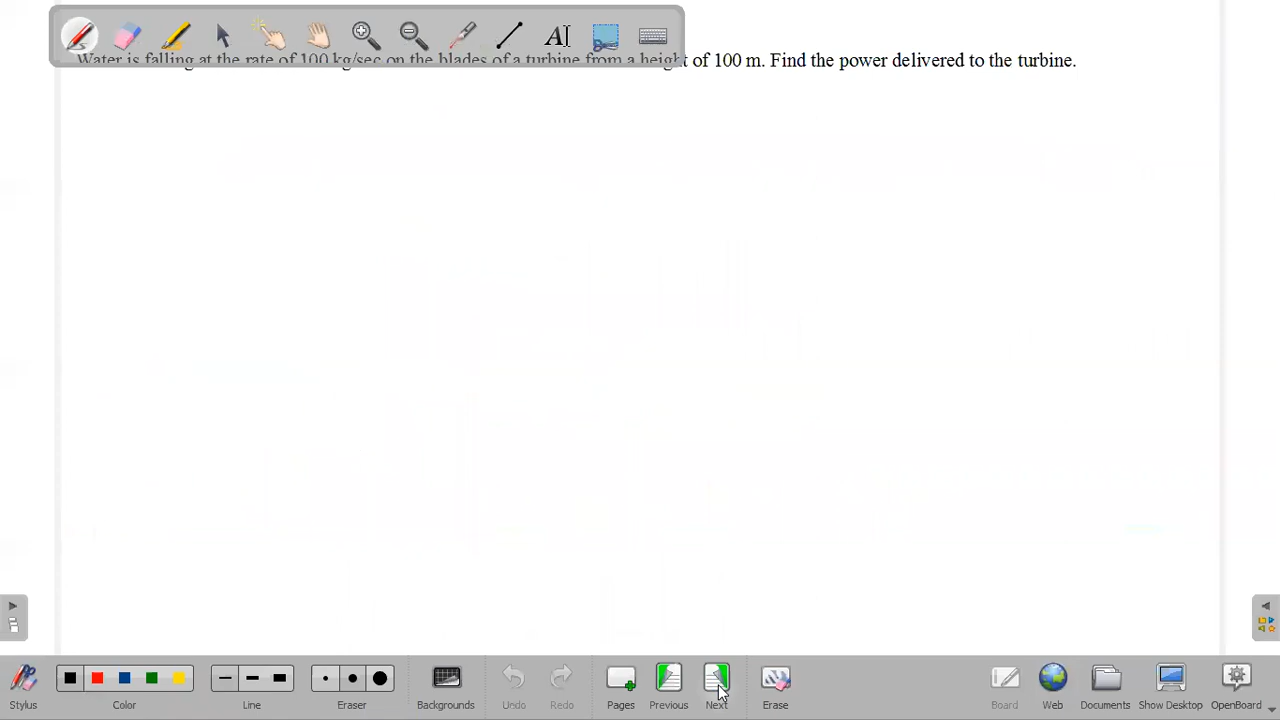 Water is falling at the rate of 100 kg/sec on the blades of a turbine from a height of 100 m. Find the power delivered to the turbine.
Stylus
Color
Line
Eraser
Backgrounds
Undo
Redo
Pages
Previous
Next
Erase
Board
Web
Documents
Show Desktop
OpenBoard